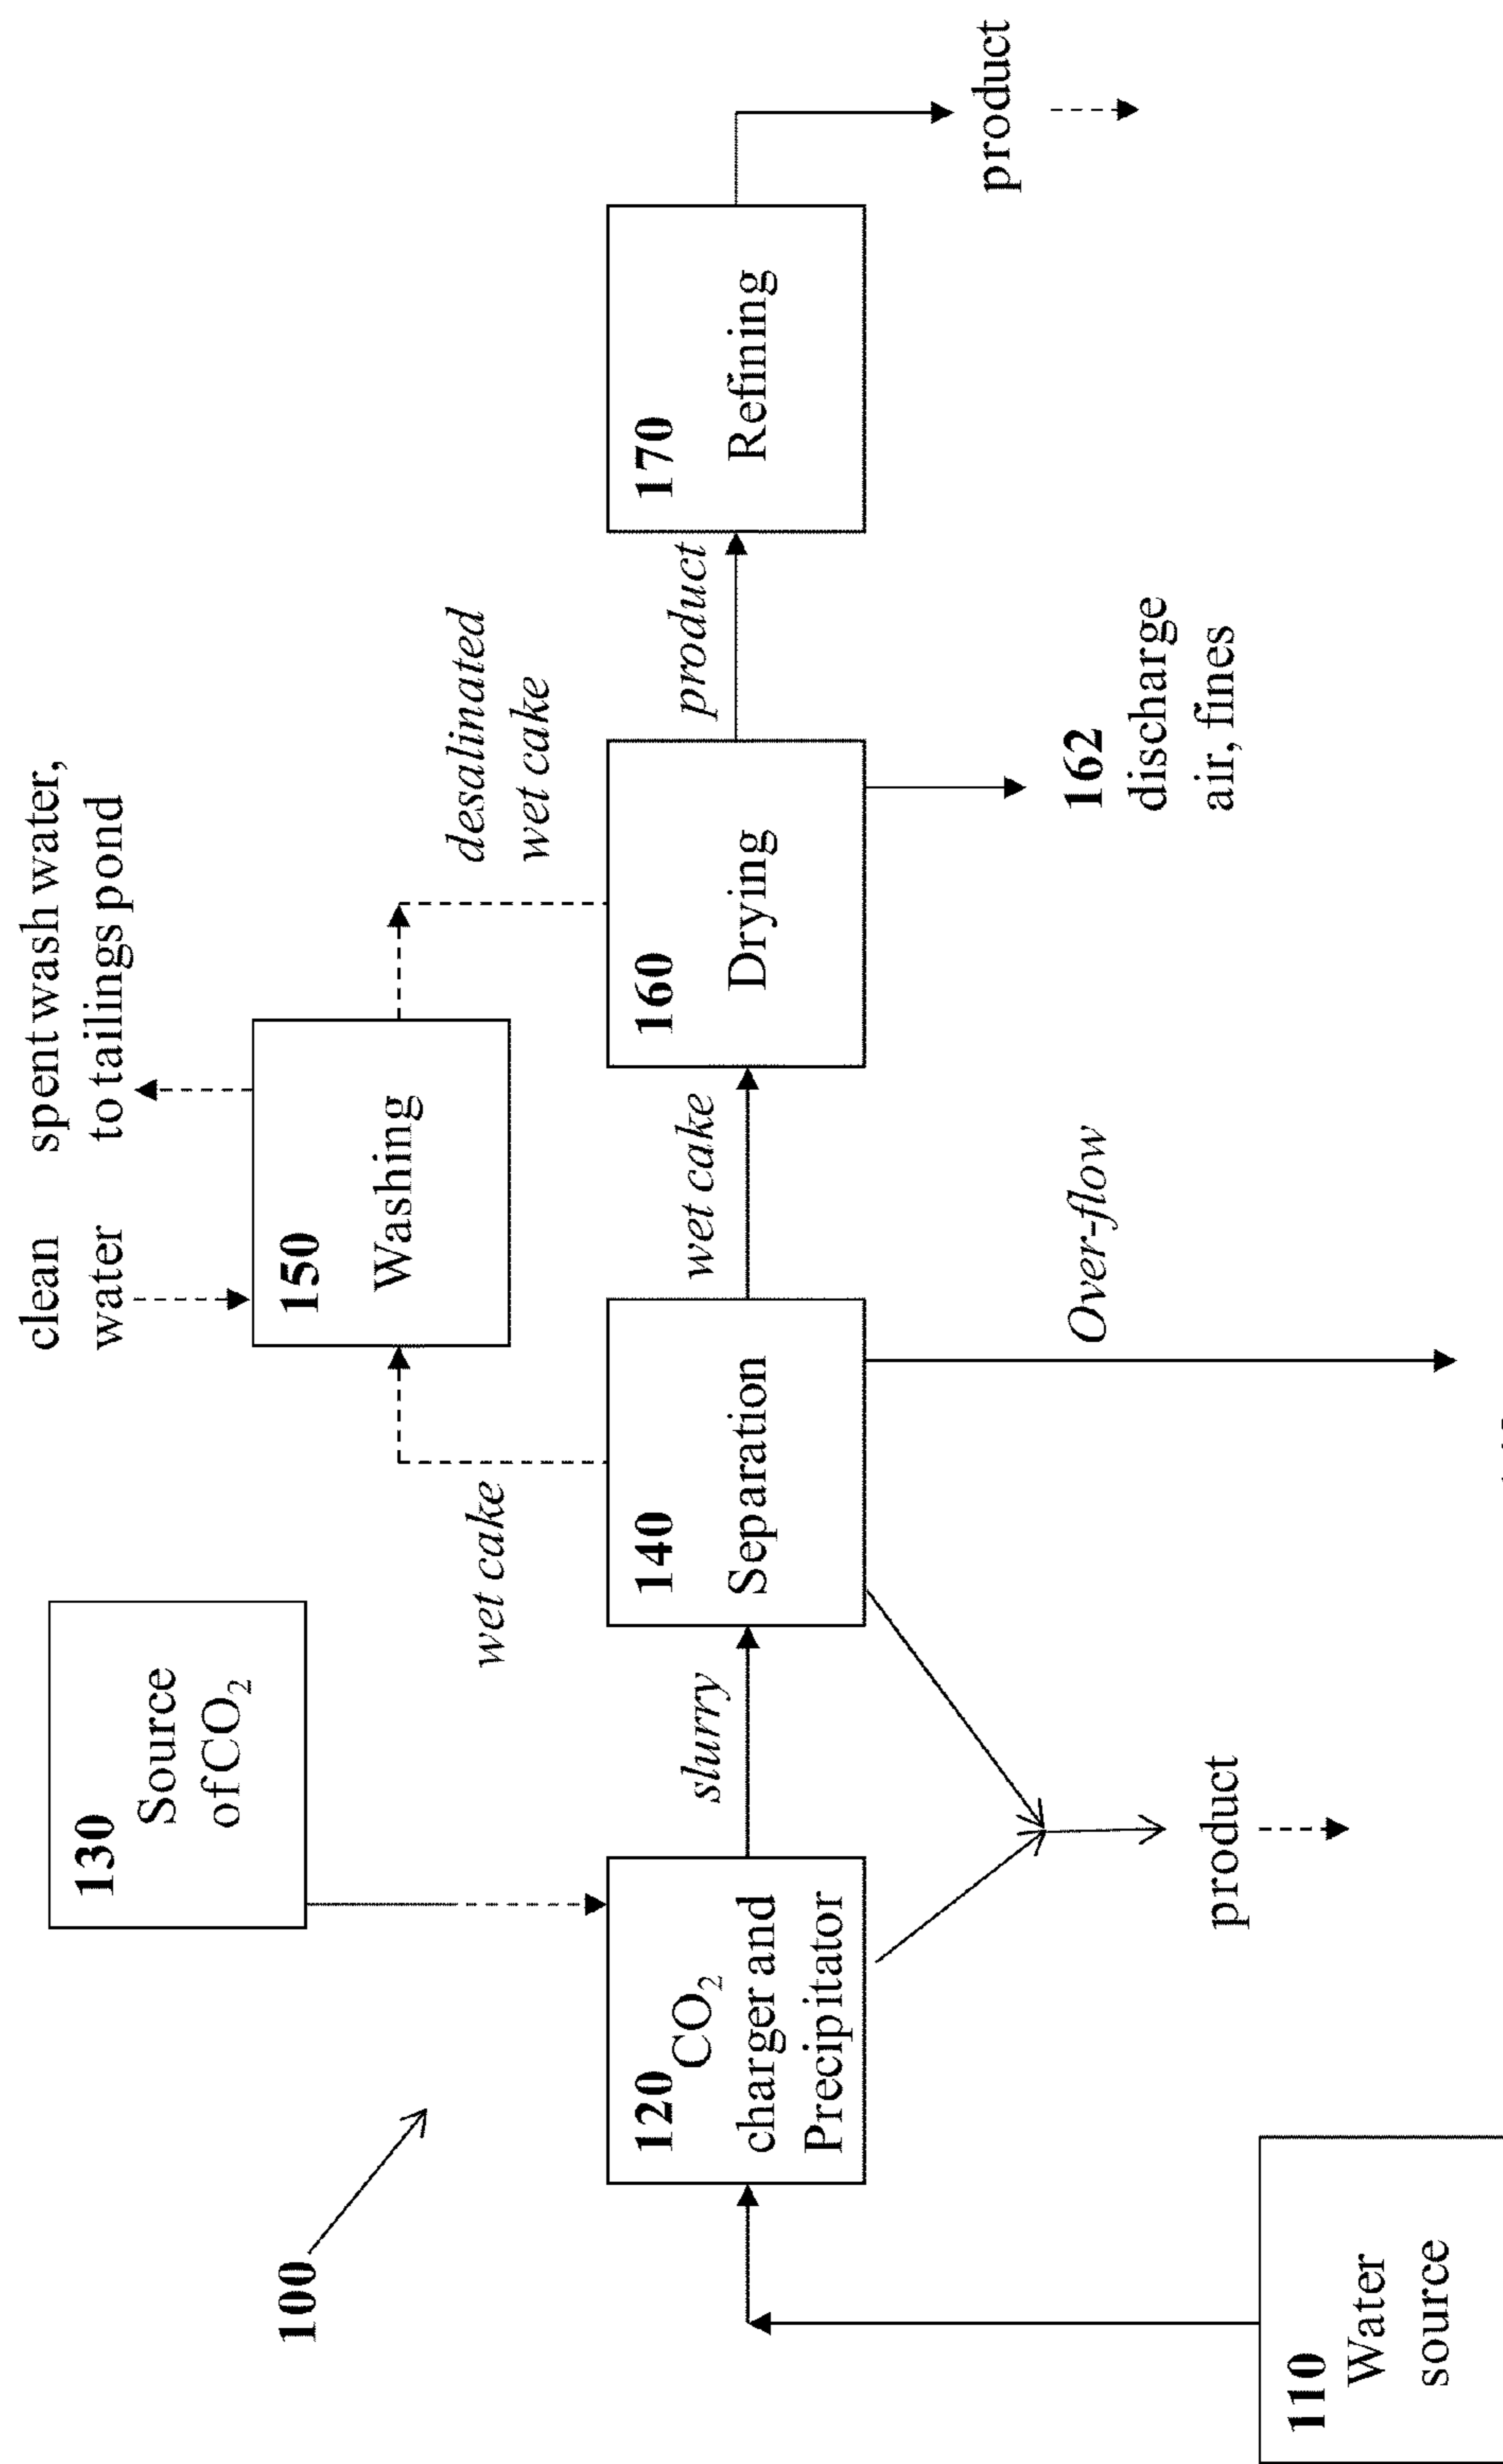 100
130
Source
of CO2
clean
water
spent wash water,
to tailings pond
150
Washing
wet cake
desalinated
wet cake
120
CO2
charger and
Precipitator
slurry
140
Separation
wet cake
160
Drying
product
170
Refining
product
162
discharge
air, fines
Over-flow
product
110
Water
source